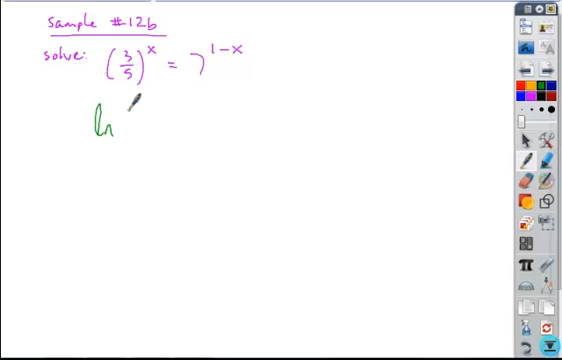 Sample #12b
solve: (3/5)^x = 7^(1-x)
ln